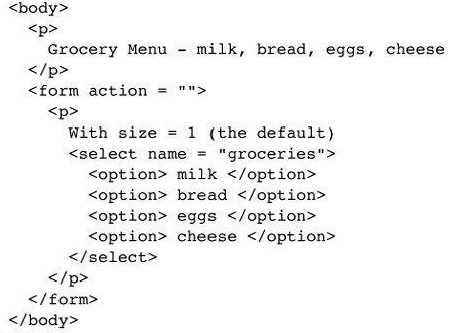 <body>
<p>
Grocery Menu - milk, bread, eggs, cheese
</p>
<form action = "">
<p>
With size = 1 (the default)
<select name = "groceries">
<option> milk </option>
<option> bread </option>
<option> eggs </option>
<option> cheese </option>
</select>
</p>
</form>
</body>